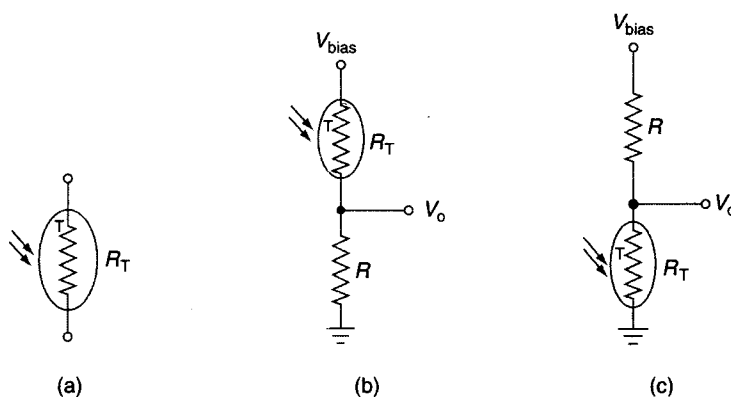 T
R_T
(a)
V_bias
T
R_T
V_o
R
(b)
V_bias
R
V_o
T
R_T
(c)